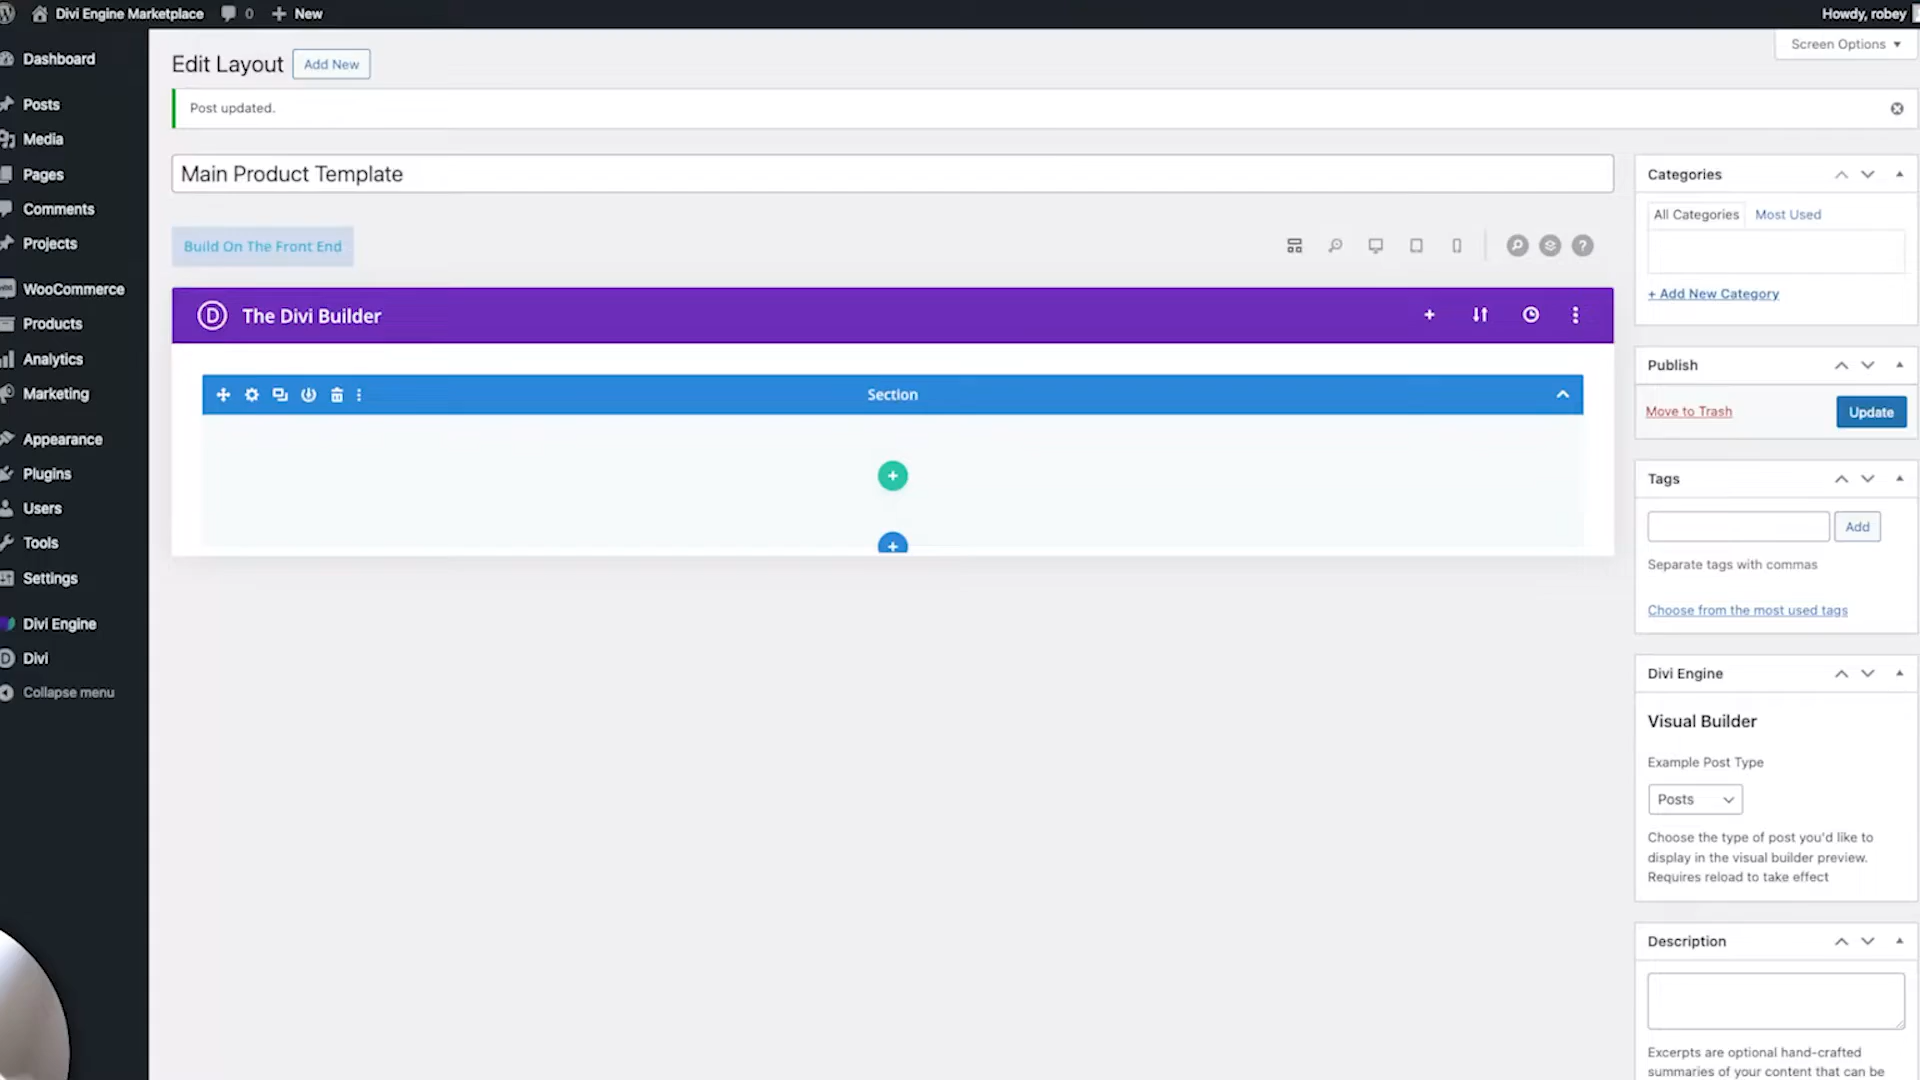 Divi Engine Marketplace 0 New Howdy, robey
Screen Options
Dashboard
Posts
Media
Pages
Comments
Projects
WooCommerce
Products
Analytics
Marketing
Appearance
Plugins
Users
Tools
Settings
Divi Engine
Divi
Collapse menu
Edit Layout Add New
Post updated.
Main Product Template
Build On The Front End
D The Divi Builder
Section
Categories
All Categories Most Used
+ Add New Category
Publish
Move to Trash Update
Tags
Add
Separate tags with commas
Choose from the most used tags
Divi Engine
Visual Builder
Example Post Type
Posts
Choose the type of post you'd like to
display in the visual builder preview.
Requires reload to take effect
Description
Excerpts are optional hand-crafted
summaries of your content that can be